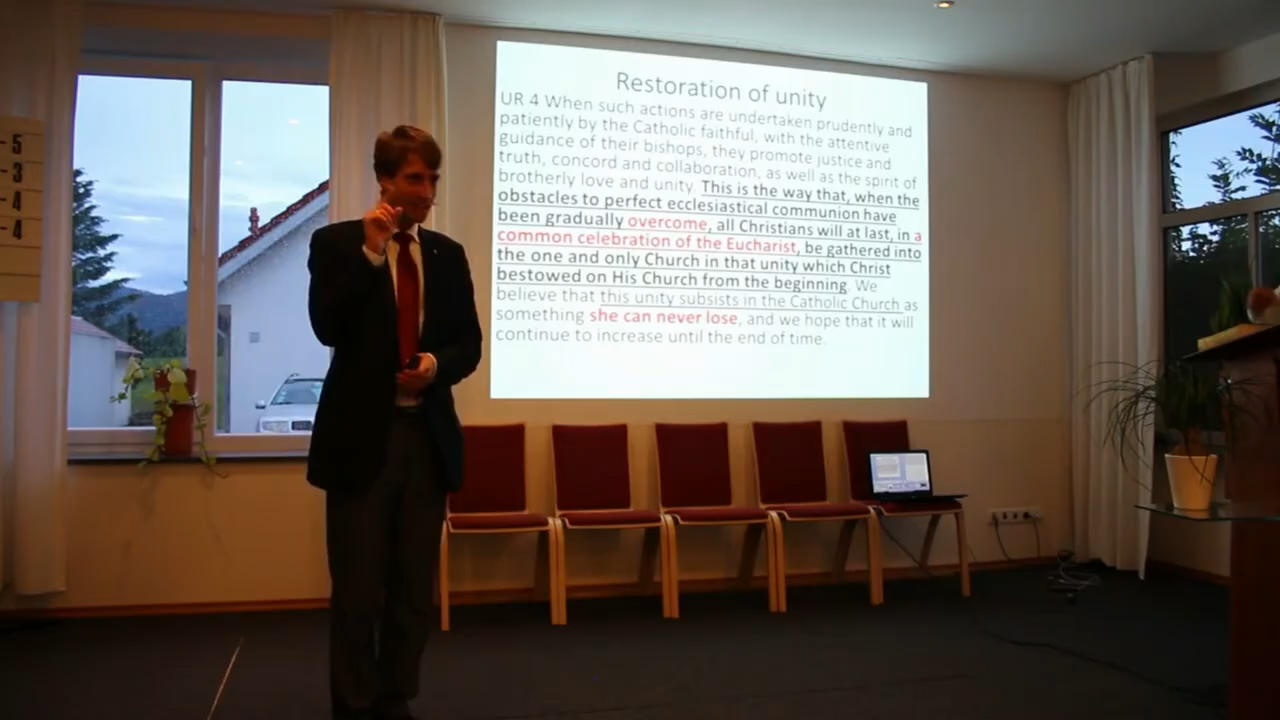 -5
-3
-4
-4
Restoration of unity
UR 4 When such actions are undertaken prudently and
patiently by the Catholic faithful, with the attentive
guidance of their bishops, they promote justice and
truth, concord and collaboration, as well as the spirit of
brotherly love and unity. This is the way that, when the
obstacles to perfect ecclesiastical communion have
been gradually overcome, all Christians will at last, in a
common celebration of the Eucharist, be gathered into
the one and only Church in that unity which Christ
bestowed on His Church from the beginning. We
believe that this unity subsists in the Catholic Church as
something she can never lose, and we hope that it will
continue to increase until the end of time.